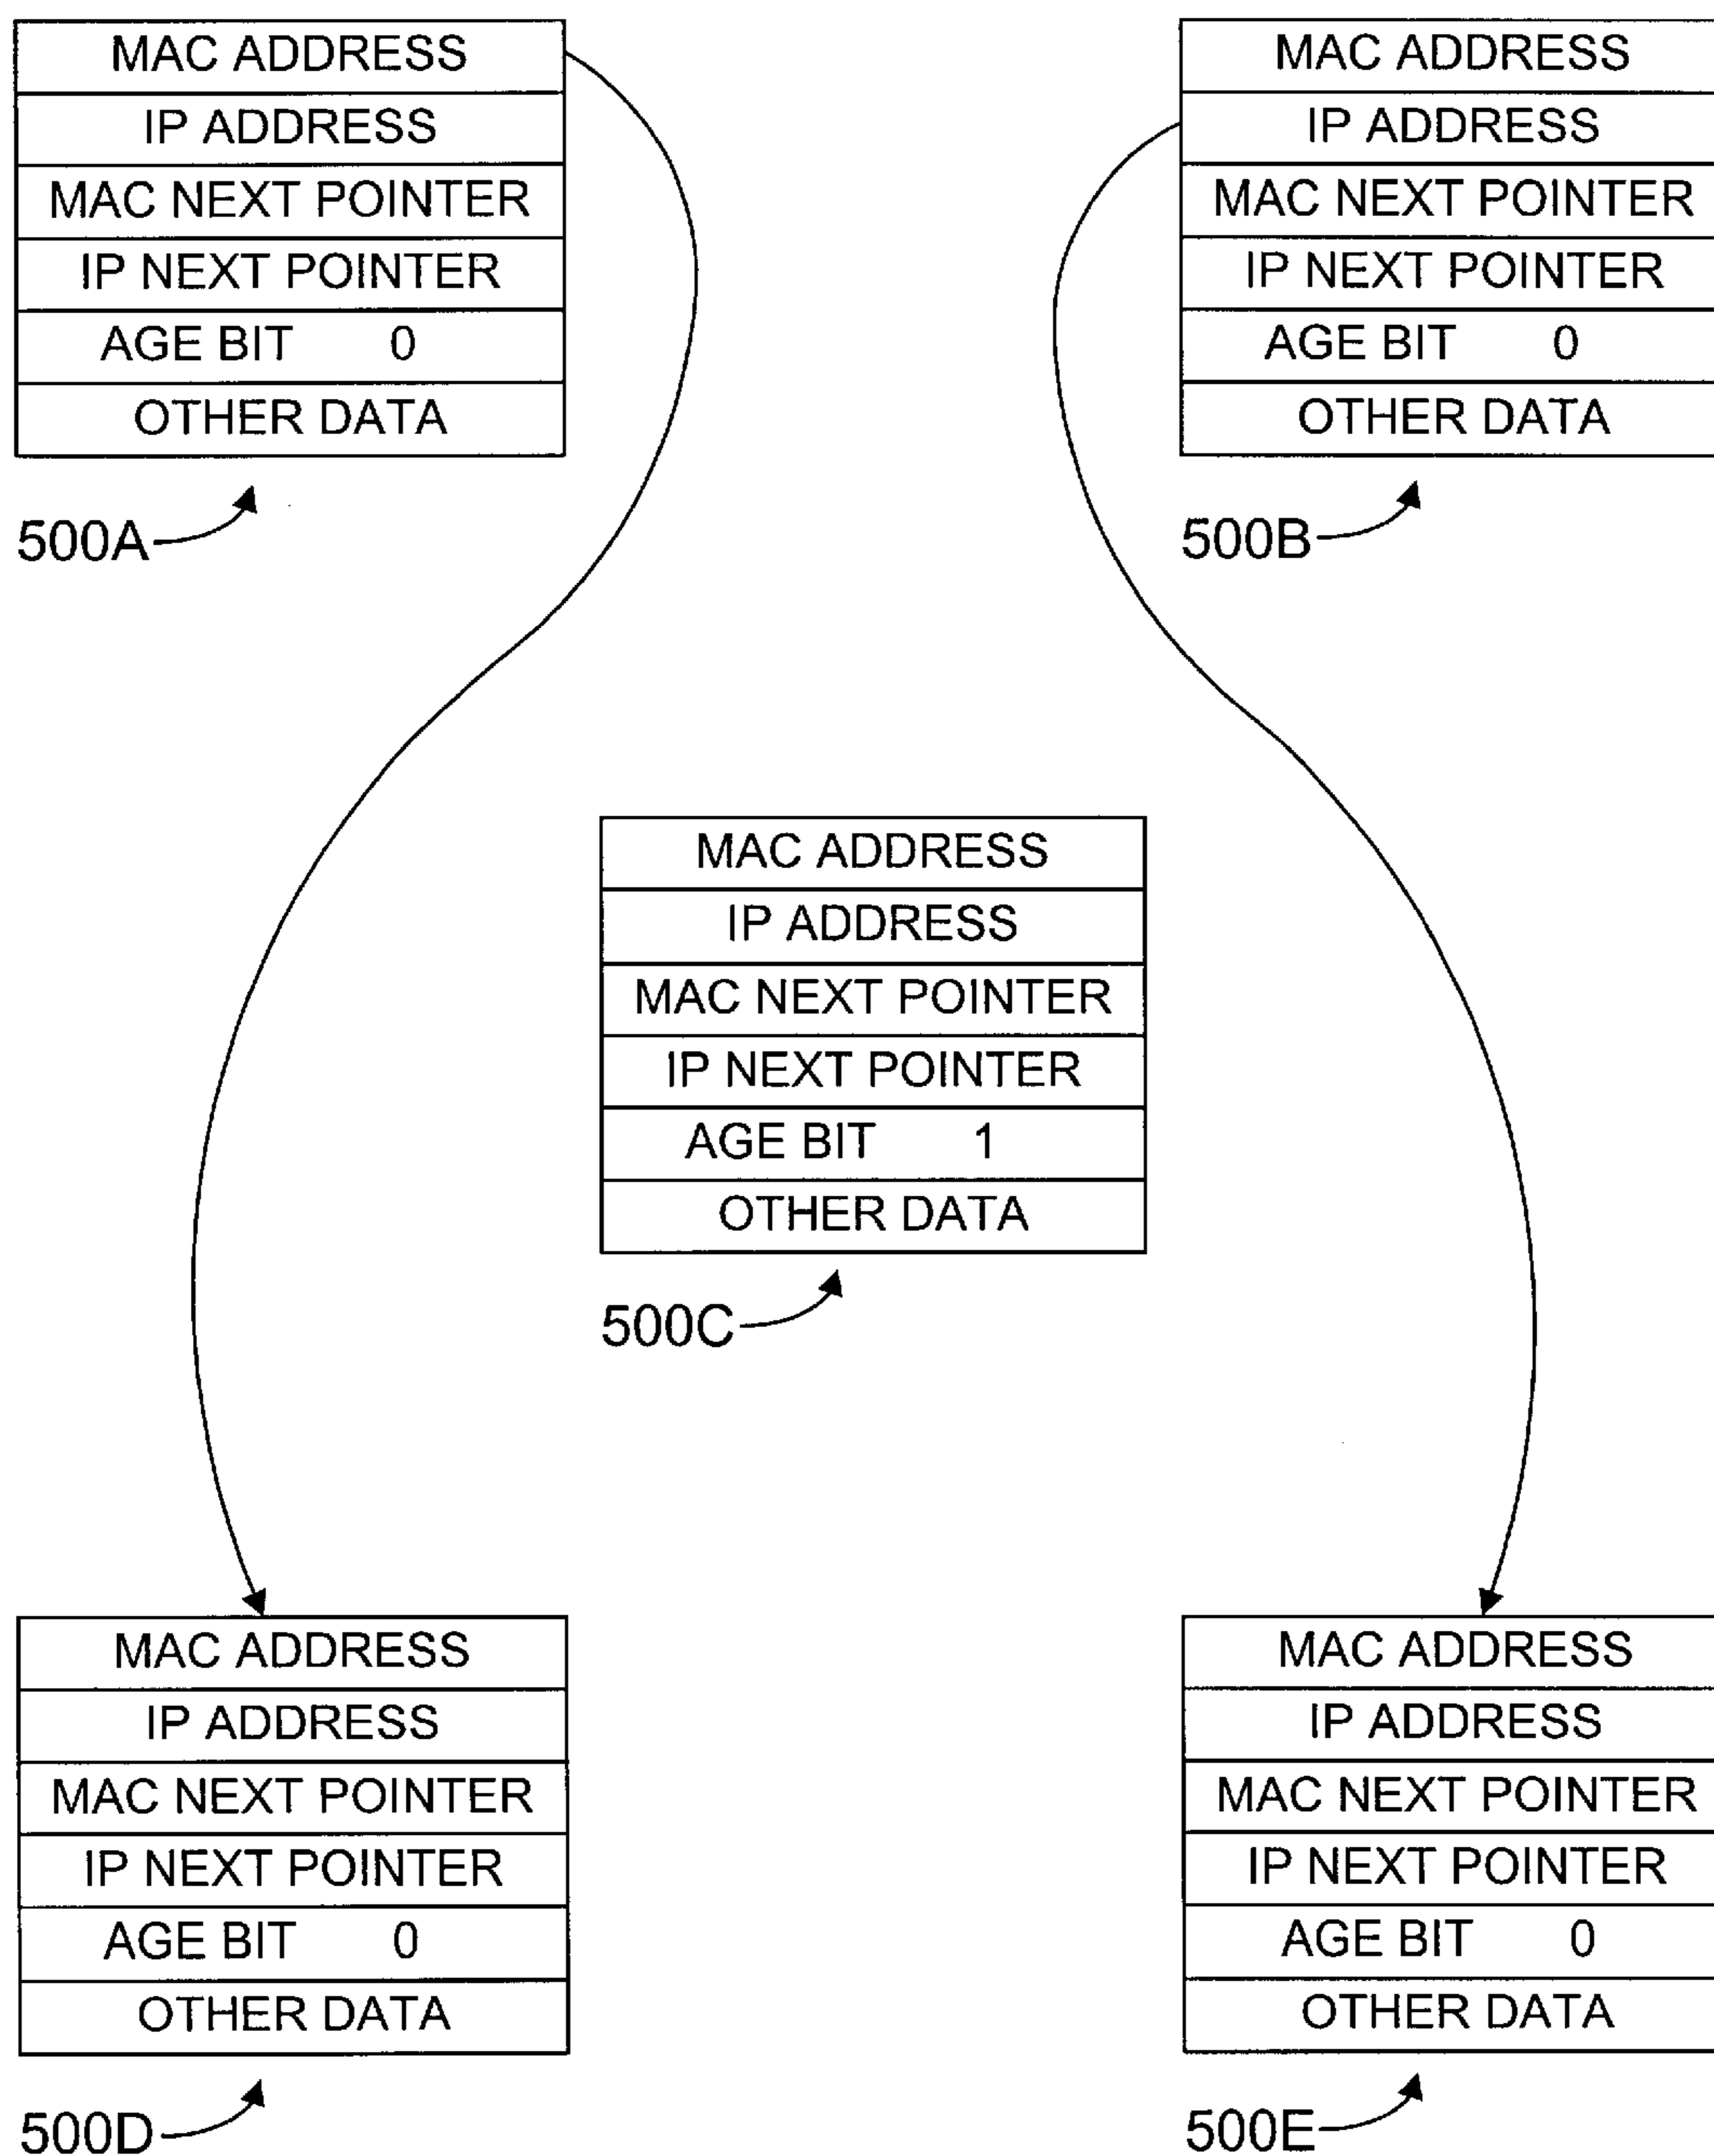 MAC ADDRESS
IP ADDRESS
MAC NEXT POINTER
IP NEXT POINTER
AGE BIT 0
OTHER DATA
500A
MAC ADDRESS
IP ADDRESS
MAC NEXT POINTER
IP NEXT POINTER
AGE BIT 0
OTHER DATA
500B
MAC ADDRESS
IP ADDRESS
MAC NEXT POINTER
IP NEXT POINTER
AGE BIT 1
OTHER DATA
500C
MAC ADDRESS
IP ADDRESS
MAC NEXT POINTER
IP NEXT POINTER
AGE BIT 0
OTHER DATA
500D
MAC ADDRESS
IP ADDRESS
MAC NEXT POINTER
IP NEXT POINTER
AGE BIT 0
OTHER DATA
500E